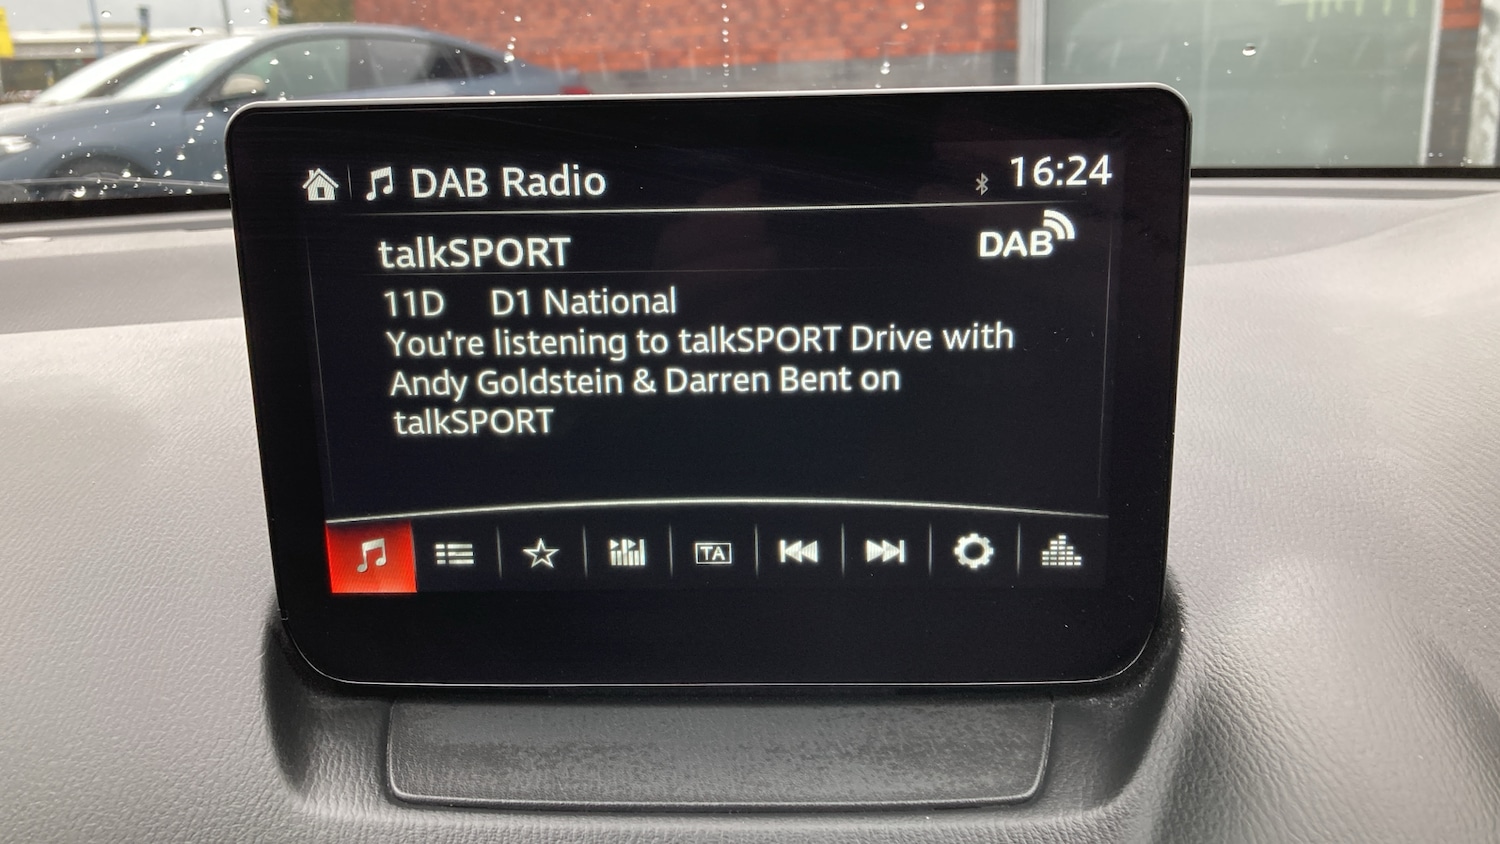 DAB Radio
16:24
talkSPORT
DAB
11D D1 National
You're listening to talkSPORT Drive with
Andy Goldstein & Darren Bent on
talkSPORT
TA